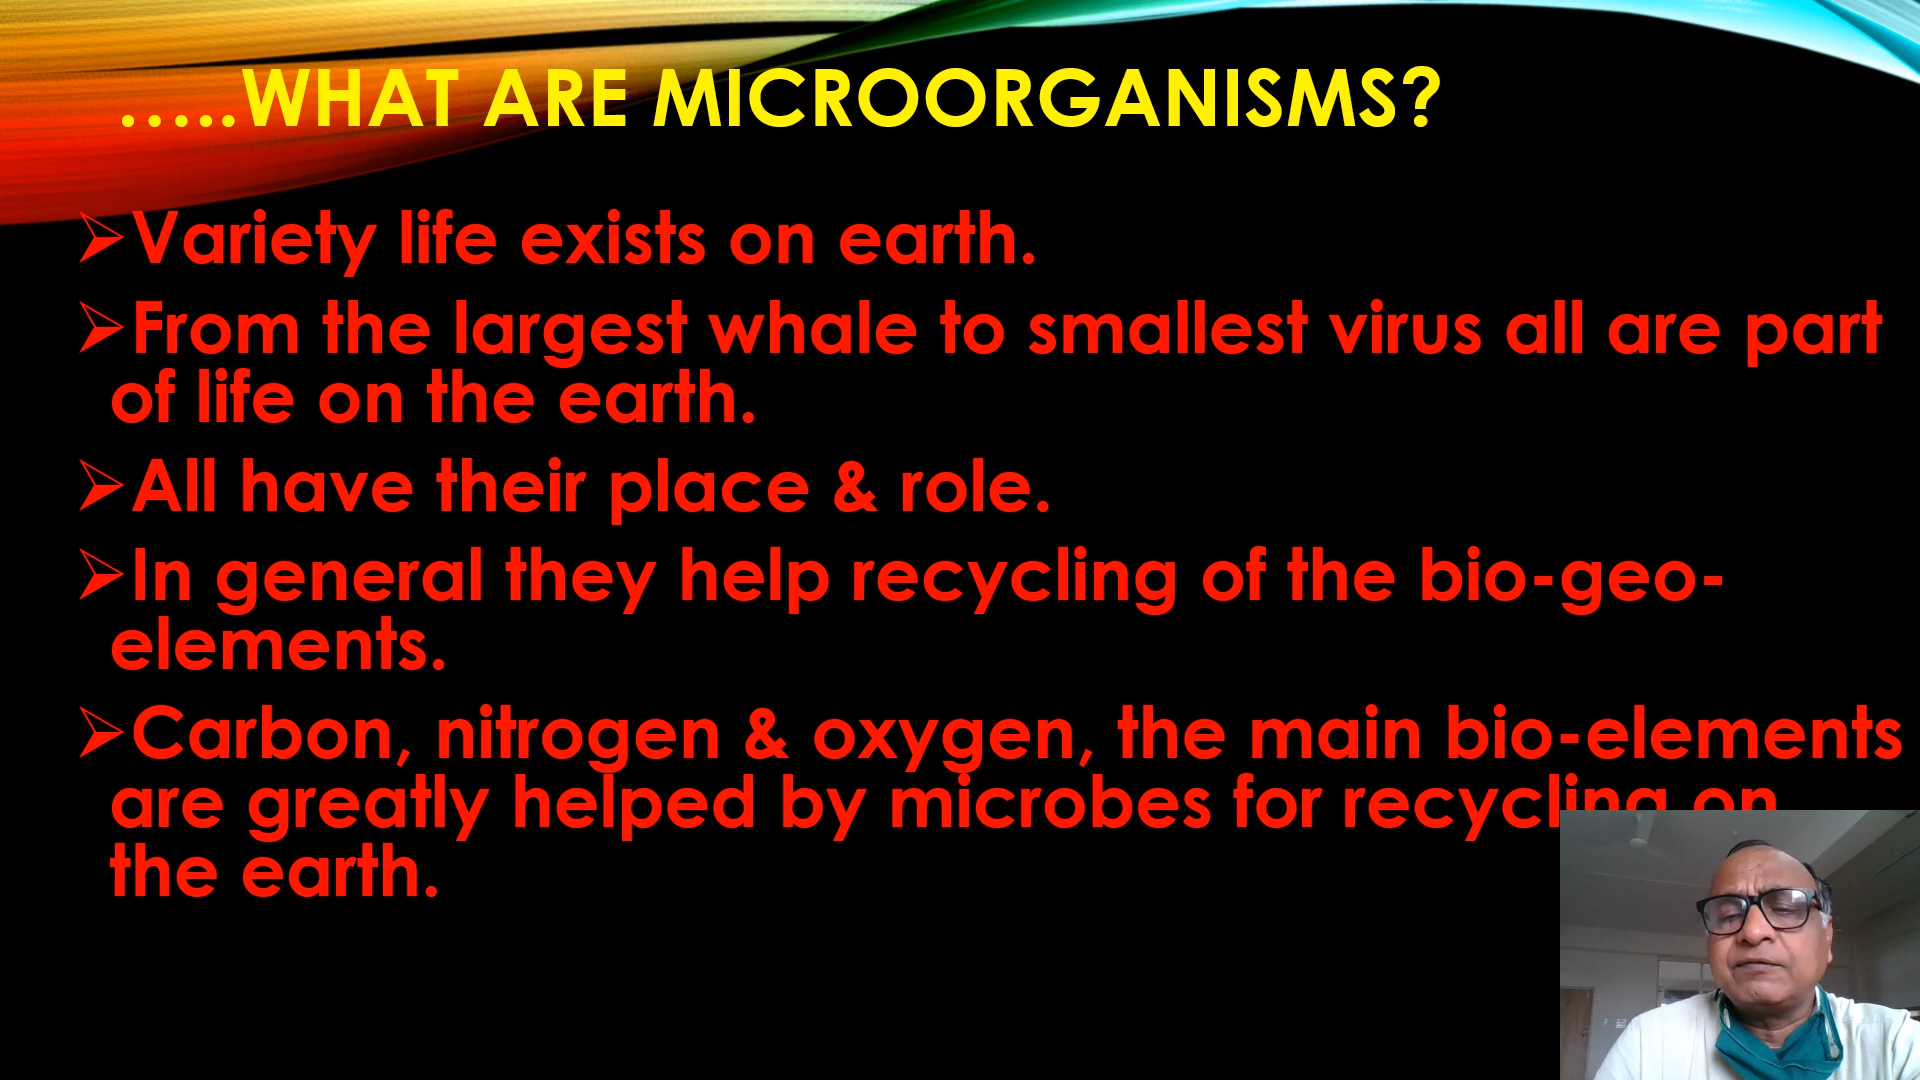 …..WHAT ARE MICROORGANISMS?
➢Variety life exists on earth.
➢From the largest whale to smallest virus all are part
of life on the earth.
➢All have their place & role.
➢In general they help recycling of the bio-geo-
elements.
➢Carbon, nitrogen & oxygen, the main bio-elements
are greatly helped by microbes for recycling on
the earth.